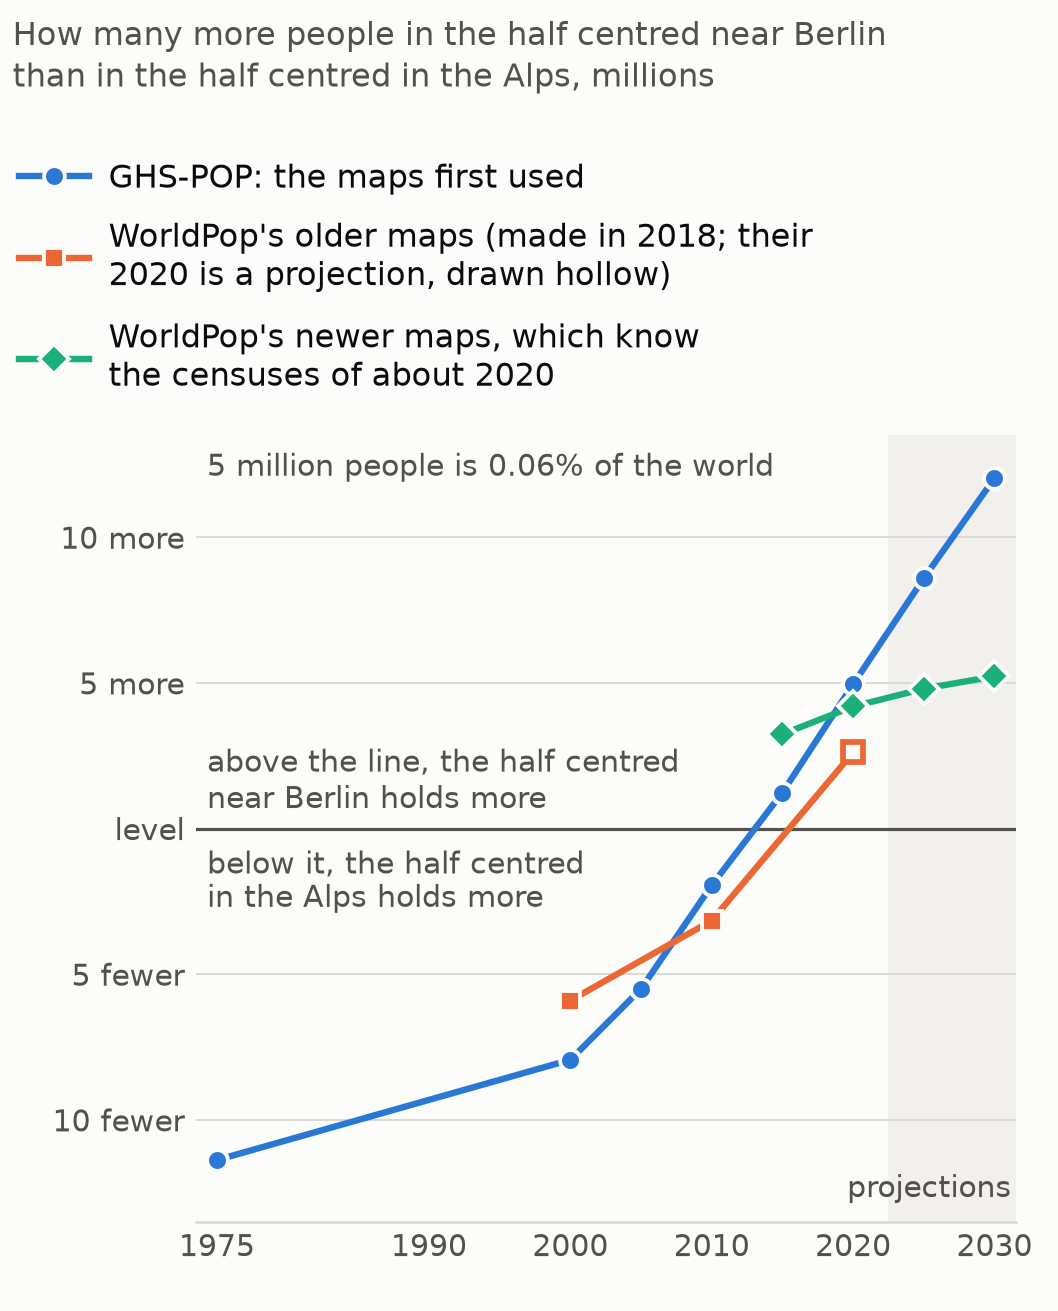 How many more people in the half centred near Berlin
than in the half centred in the Alps, millions
GHS-POP: the maps first used
WorldPop's older maps (made in 2018; their
2020 is a projection, drawn hollow)
WorldPop's newer maps, which know
the censuses of about 2020
5 million people is 0.06% of the world
10 more
5 more
above the line, the half centred
near Berlin holds more
level
below it, the half centred
in the Alps holds more
5 fewer
10 fewer
projections
1975 1990 2000 2010 2020 2030